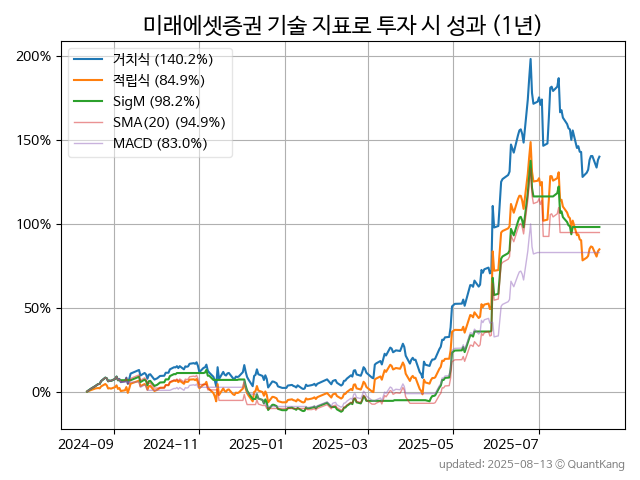 미래에셋증권 기술 지표로 투자 시 성과 (1년)
200%
150%
100%
50%
0%
거치식 (140.2%)
적립식 (84.9%)
SigM (98.2%)
SMA(20) (94.9%)
MACD (83.0%)
2024-09 2024-11 2025-01 2025-03 2025-05 2025-07
updated: 2025-08-13 © QuantKang